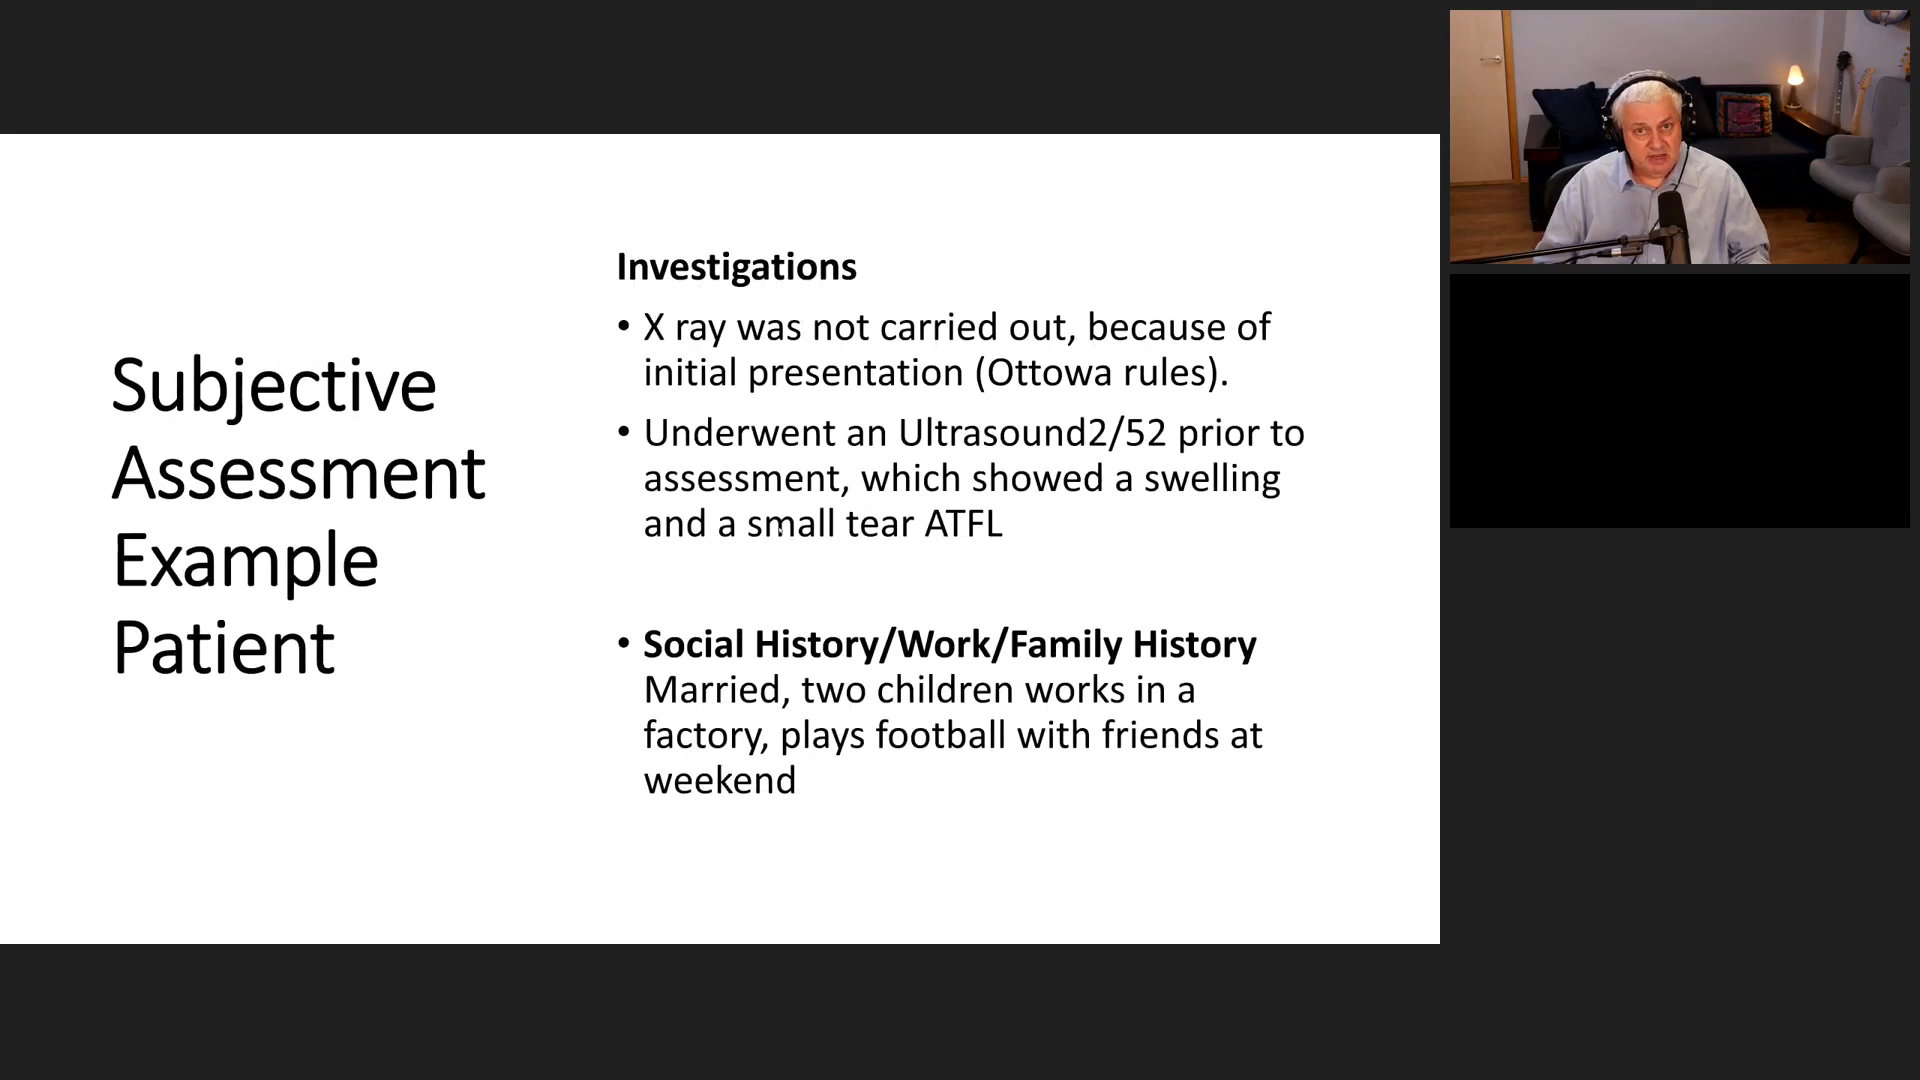 Subjective
Assessment
Example
Patient
Investigations
• X ray was not carried out, because of
initial presentation (Ottowa rules).
• Underwent an Ultrasound2/52 prior to
assessment, which showed a swelling
and a small tear ATFL
• Social History/Work/Family History
Married, two children works in a
factory, plays football with friends at
weekend